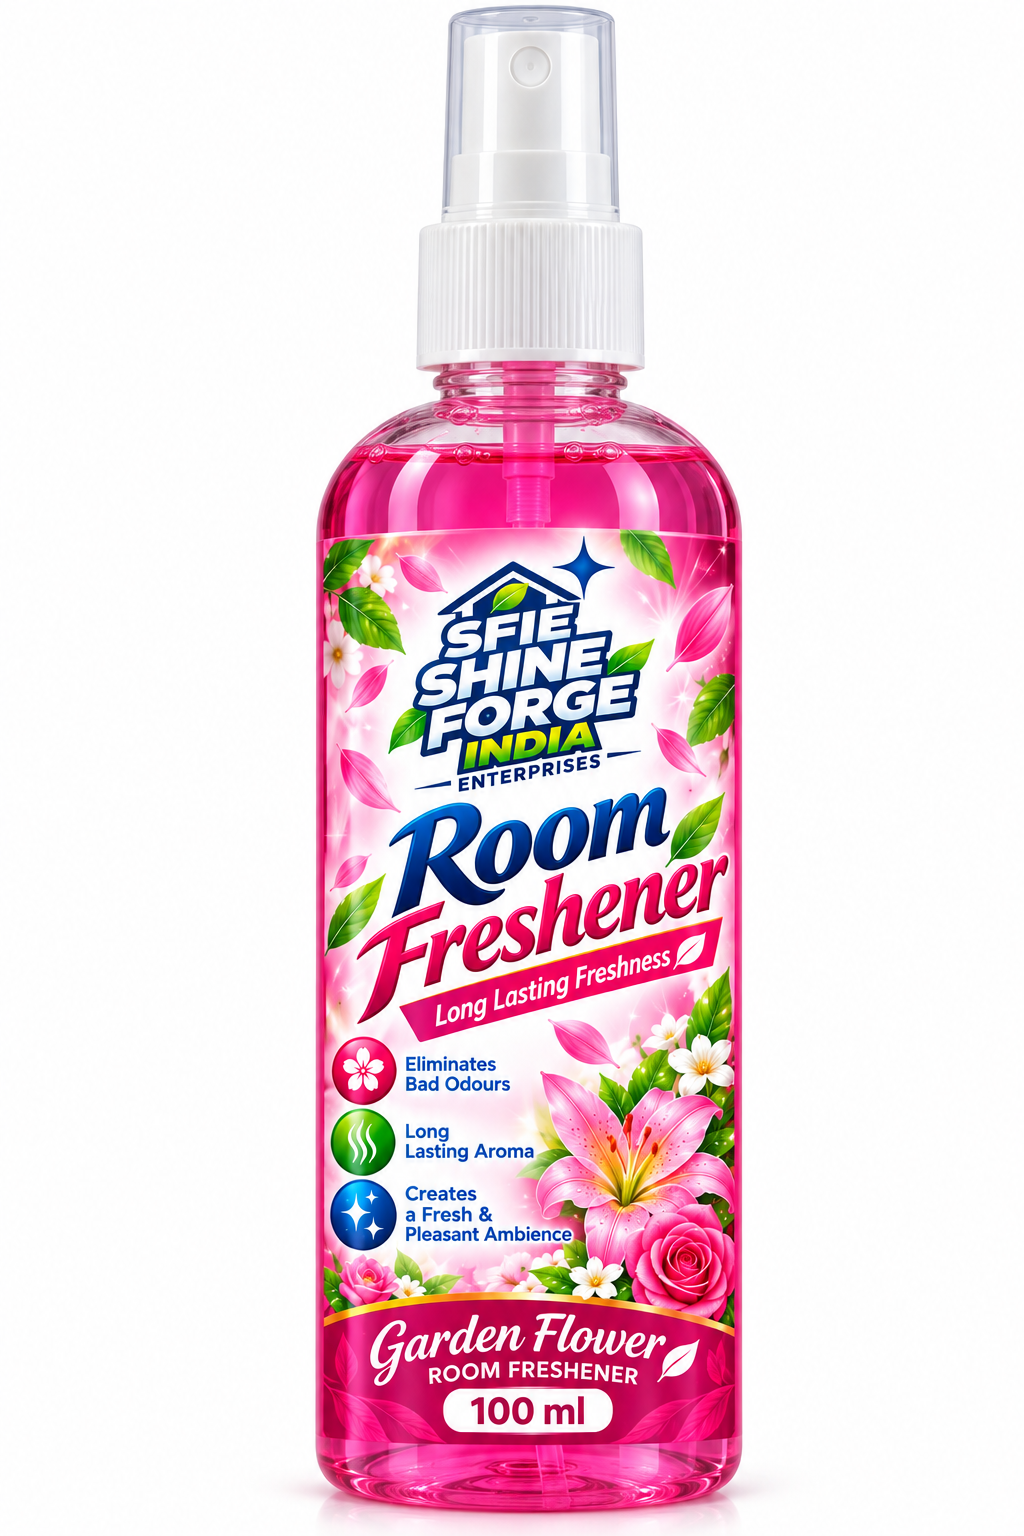 SFIE
SHINE
FORGE
INDIA
ENTERPRISES
Room
Freshener
Long Lasting Freshness
Eliminates
Bad Odours
Long
Lasting Aroma
Creates
a Fresh &
Pleasant Ambience
Garden Flower
ROOM FRESHENER
100 ml